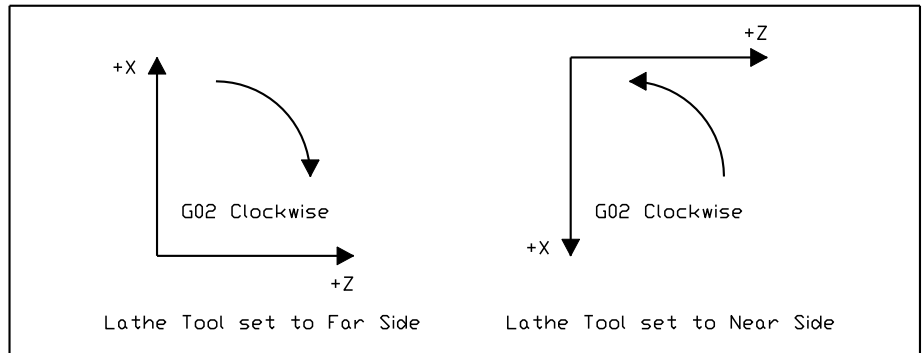 +X
G02 Clockwise
+Z
Lathe Tool set to Far Side
+Z
G02 Clockwise
+X
Lathe Tool set to Near Side